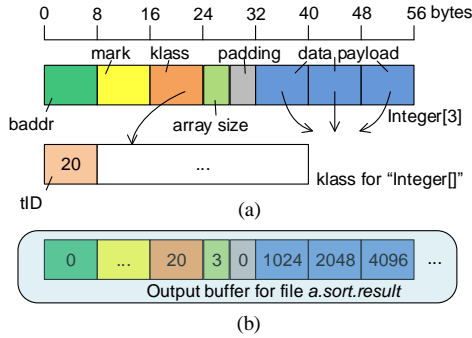 0 8 16 24 32 40 48 56 bytes
mark klass padding data payload
baddr array size Integer[3]
20 ... klass for "Integer[]"
tID
(a)
0 ... 20 3 0 1024 2048 4096 ...
Output buffer for file a.sort.result
(b)